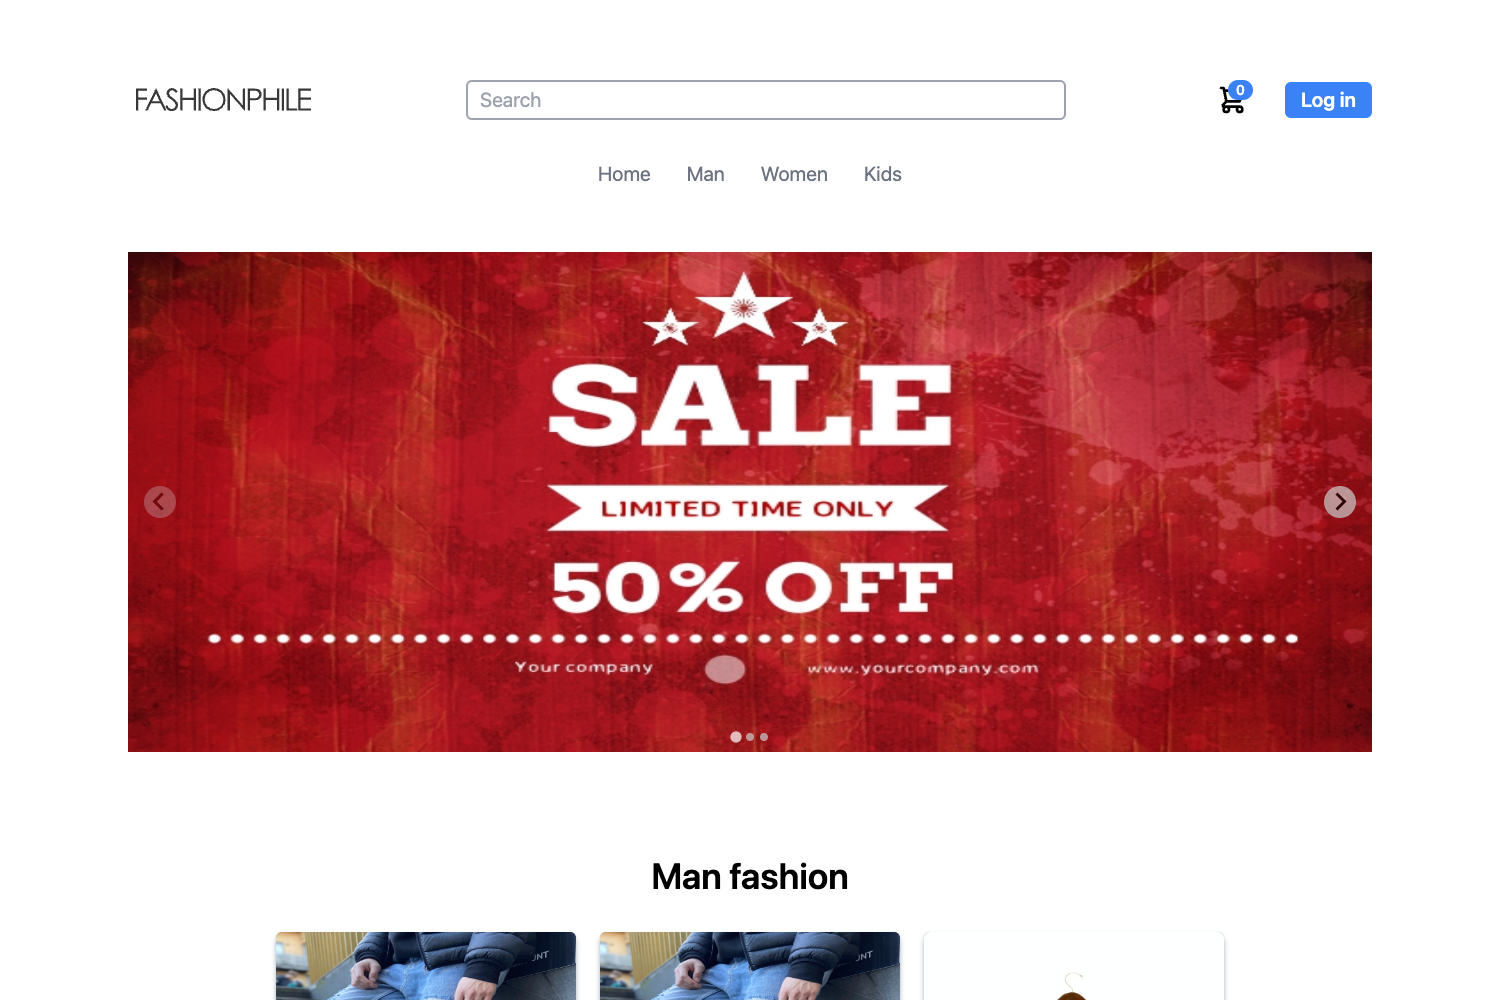 FASHIONPHILE
Search
0
Log in
Home Man Women Kids
SALE
LIMITED TIME ONLY
50% OFF
Your company www.yourcompany.com
Man fashion